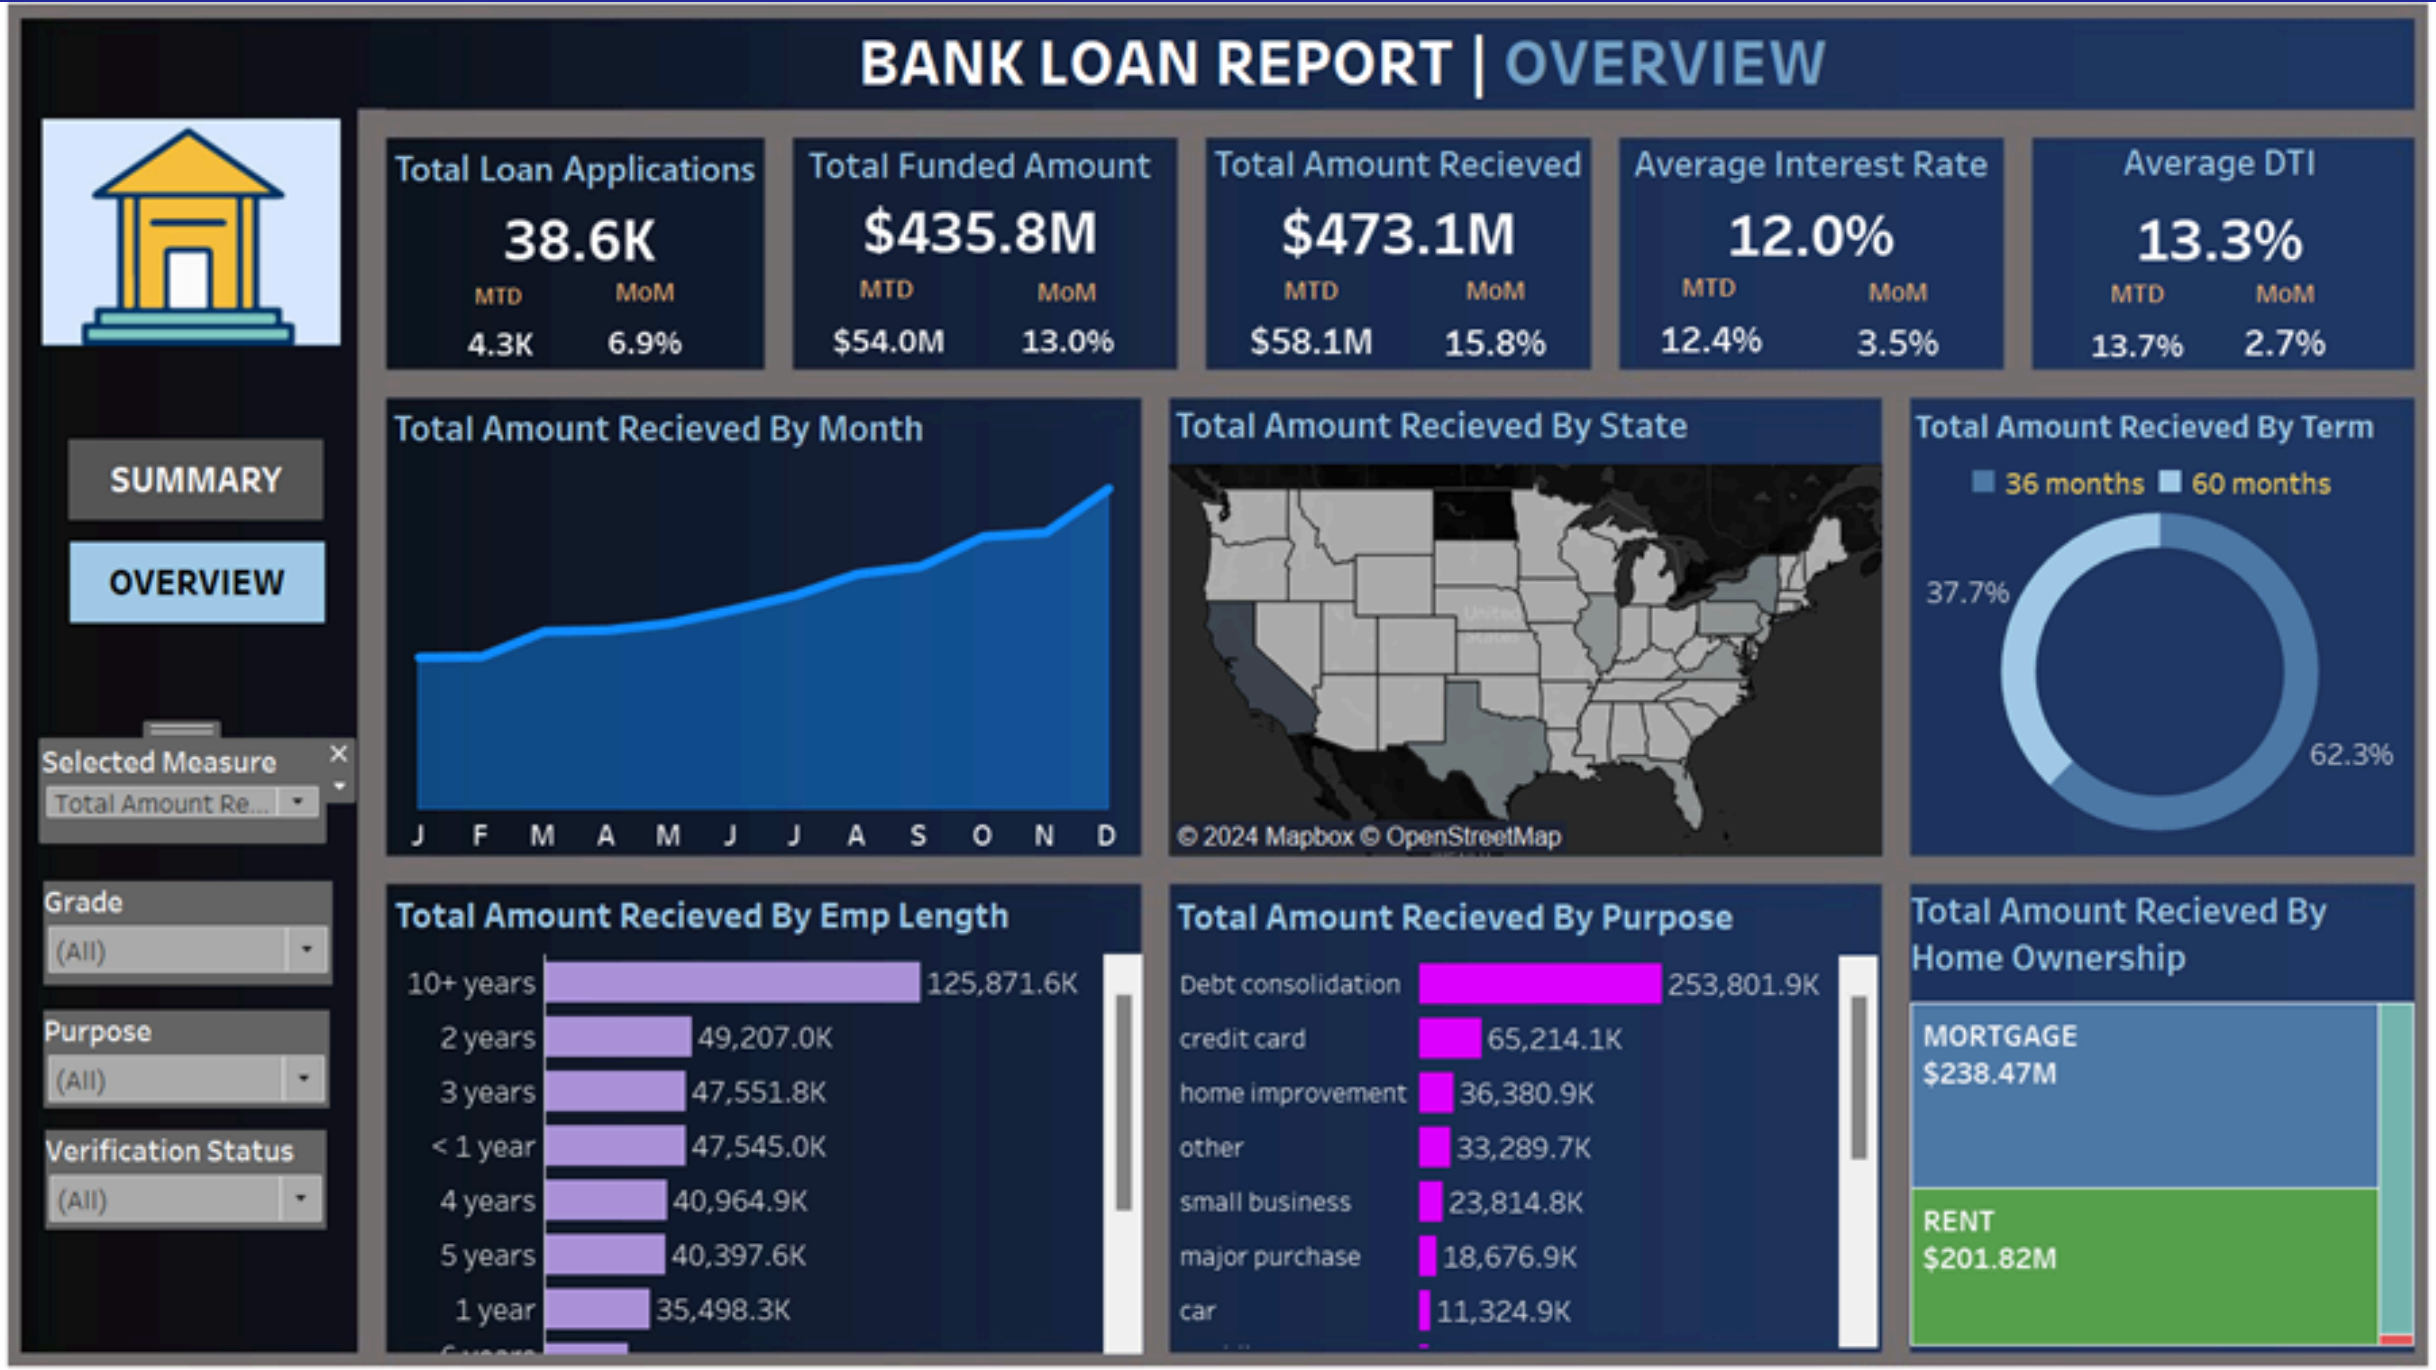 BANK LOAN REPORT | OVERVIEW
Total Loan Applications
38.6K
MTD MoM
4.3K 6.9%
Total Funded Amount
$435.8M
MTD MoM
$54.0M 13.0%
Total Amount Recieved
$473.1M
MTD MoM
$58.1M 15.8%
Average Interest Rate
12.0%
MTD MoM
12.4% 3.5%
Average DTI
13.3%
MTD MoM
13.7% 2.7%
SUMMARY
OVERVIEW
Selected Measure
Total Amount Re...
Grade
(All)
Purpose
(All)
Verification Status
(All)
Total Amount Recieved By Month
J F M A M J J A S O N D
Total Amount Recieved By State
United
States
© 2024 Mapbox © OpenStreetMap
Total Amount Recieved By Term
36 months 60 months
37.7%
62.3%
Total Amount Recieved By Emp Length
10+ years 125,871.6K
2 years 49,207.0K
3 years 47,551.8K
< 1 year 47,545.0K
4 years 40,964.9K
5 years 40,397.6K
1 year 35,498.3K
Total Amount Recieved By Purpose
Debt consolidation 253,801.9K
credit card 65,214.1K
home improvement 36,380.9K
other 33,289.7K
small business 23,814.8K
major purchase 18,676.9K
car 11,324.9K
Total Amount Recieved By
Home Ownership
MORTGAGE
$238.47M
RENT
$201.82M